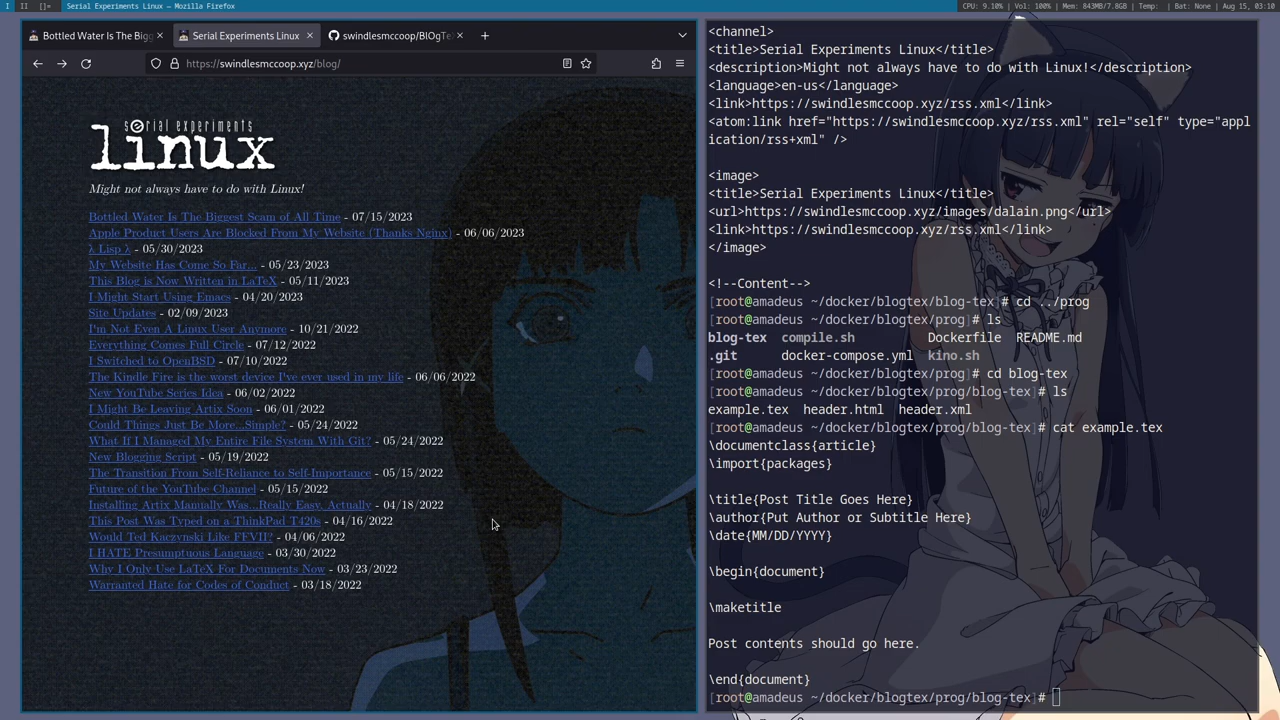 I II []= Serial Experiments Linux — Mozilla Firefox CPU: 9.10% Vol: 100% Mem: 843MB/7.8GB Temp: Bat: None Aug 15, 03:10
Bottled Water Is The Bigg × Serial Experiments Linux × swindlesmccoop/BlOgTe × +
https://swindlesmccoop.xyz/blog/
serial experiments
linux
Might not always have to do with Linux!
Bottled Water Is The Biggest Scam of All Time - 07/15/2023
Apple Product Users Are Blocked From My Website (Thanks Nginx) - 06/06/2023
λ Lisp λ - 05/30/2023
My Website Has Come So Far... - 05/23/2023
This Blog is Now Written in LaTeX - 05/11/2023
I Might Start Using Emacs - 04/20/2023
Site Updates - 02/09/2023
I'm Not Even A Linux User Anymore - 10/21/2022
Everything Comes Full Circle - 07/12/2022
I Switched to OpenBSD - 07/10/2022
The Kindle Fire is the worst device I've ever used in my life - 06/06/2022
New YouTube Series Idea - 06/02/2022
I Might Be Leaving Artix Soon - 06/01/2022
Could Things Just Be More...Simple? - 05/24/2022
What If I Managed My Entire File System With Git? - 05/24/2022
New Blogging Script - 05/19/2022
The Transition From Self-Reliance to Self-Importance - 05/15/2022
Future of the YouTube Channel - 05/15/2022
Installing Artix Manually Was...Really Easy, Actually - 04/18/2022
This Post Was Typed on a ThinkPad T420s - 04/16/2022
Would Ted Kaczynski Like FFVII? - 04/06/2022
I HATE Presumptuous Language - 03/30/2022
Why I Only Use LaTeX For Documents Now - 03/23/2022
Warranted Hate for Codes of Conduct - 03/18/2022
<channel>
<title>Serial Experiments Linux</title>
<description>Might not always have to do with Linux!</description>
<language>en-us</language>
<link>https://swindlesmccoop.xyz/rss.xml</link>
<atom:link href="https://swindlesmccoop.xyz/rss.xml" rel="self" type="appl
ication/rss+xml" />
<image>
<title>Serial Experiments Linux</title>
<url>https://swindlesmccoop.xyz/images/dalain.png</url>
<link>https://swindlesmccoop.xyz/rss.xml</link>
</image>
<!--Content-->
[root@amadeus ~/docker/blogtex/blog-tex]# cd ../prog
[root@amadeus ~/docker/blogtex/prog]# ls
blog-tex compile.sh Dockerfile README.md
.git docker-compose.yml kino.sh
[root@amadeus ~/docker/blogtex/prog]# cd blog-tex
[root@amadeus ~/docker/blogtex/prog/blog-tex]# ls
example.tex header.html header.xml
[root@amadeus ~/docker/blogtex/prog/blog-tex]# cat example.tex
\documentclass{article}
\import{packages}
\title{Post Title Goes Here}
\author{Put Author or Subtitle Here}
\date{MM/DD/YYYY}
\begin{document}
\maketitle
Post contents should go here.
\end{document}
[root@amadeus ~/docker/blogtex/prog/blog-tex]#